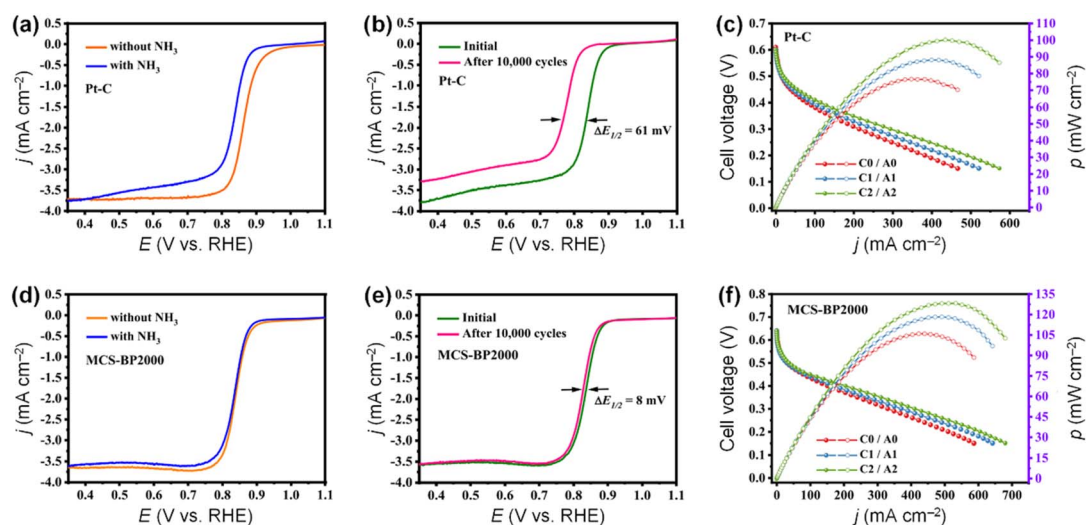 (a)
0.5
0.0
-0.5
-1.0
-1.5
-2.0
-2.5
-3.0
-3.5
-4.0
j (mA cm⁻²)
without NH₃
with NH₃
Pt-C
0.4 0.5 0.6 0.7 0.8 0.9 1.0 1.1
E (V vs. RHE)
(b)
0.5
0.0
-0.5
-1.0
-1.5
-2.0
-2.5
-3.0
-3.5
-4.0
j (mA cm⁻²)
Initial
After 10,000 cycles
Pt-C
ΔE1/2 = 61 mV
0.4 0.5 0.6 0.7 0.8 0.9 1.0 1.1
E (V vs. RHE)
(c)
0.7
0.6
0.5
0.4
0.3
0.2
0.1
0.0
Cell voltage (V)
Pt-C
C0 / A0
C1 / A1
C2 / A2
110
100
90
80
70
60
50
40
30
20
10
0
p (mW cm⁻²)
0 100 200 300 400 500 600
j (mA cm⁻²)
(d)
0.5
0.0
-0.5
-1.0
-1.5
-2.0
-2.5
-3.0
-3.5
-4.0
-4.5
j (mA cm⁻²)
without NH₃
with NH₃
MCS-BP2000
0.4 0.5 0.6 0.7 0.8 0.9 1.0 1.1
E (V vs. RHE)
(e)
0.5
0.0
-0.5
-1.0
-1.5
-2.0
-2.5
-3.0
-3.5
-4.0
-4.5
j (mA cm⁻²)
Initial
After 10,000 cycles
MCS-BP2000
ΔE1/2 = 8 mV
0.4 0.5 0.6 0.7 0.8 0.9 1.0 1.1
E (V vs. RHE)
(f)
0.8
0.7
0.6
0.5
0.4
0.3
0.2
0.1
0.0
Cell voltage (V)
MCS-BP2000
C0 / A0
C1 / A1
C2 / A2
135
120
105
90
75
60
45
30
15
0
p (mW cm⁻²)
0 100 200 300 400 500 600 700
j (mA cm⁻²)